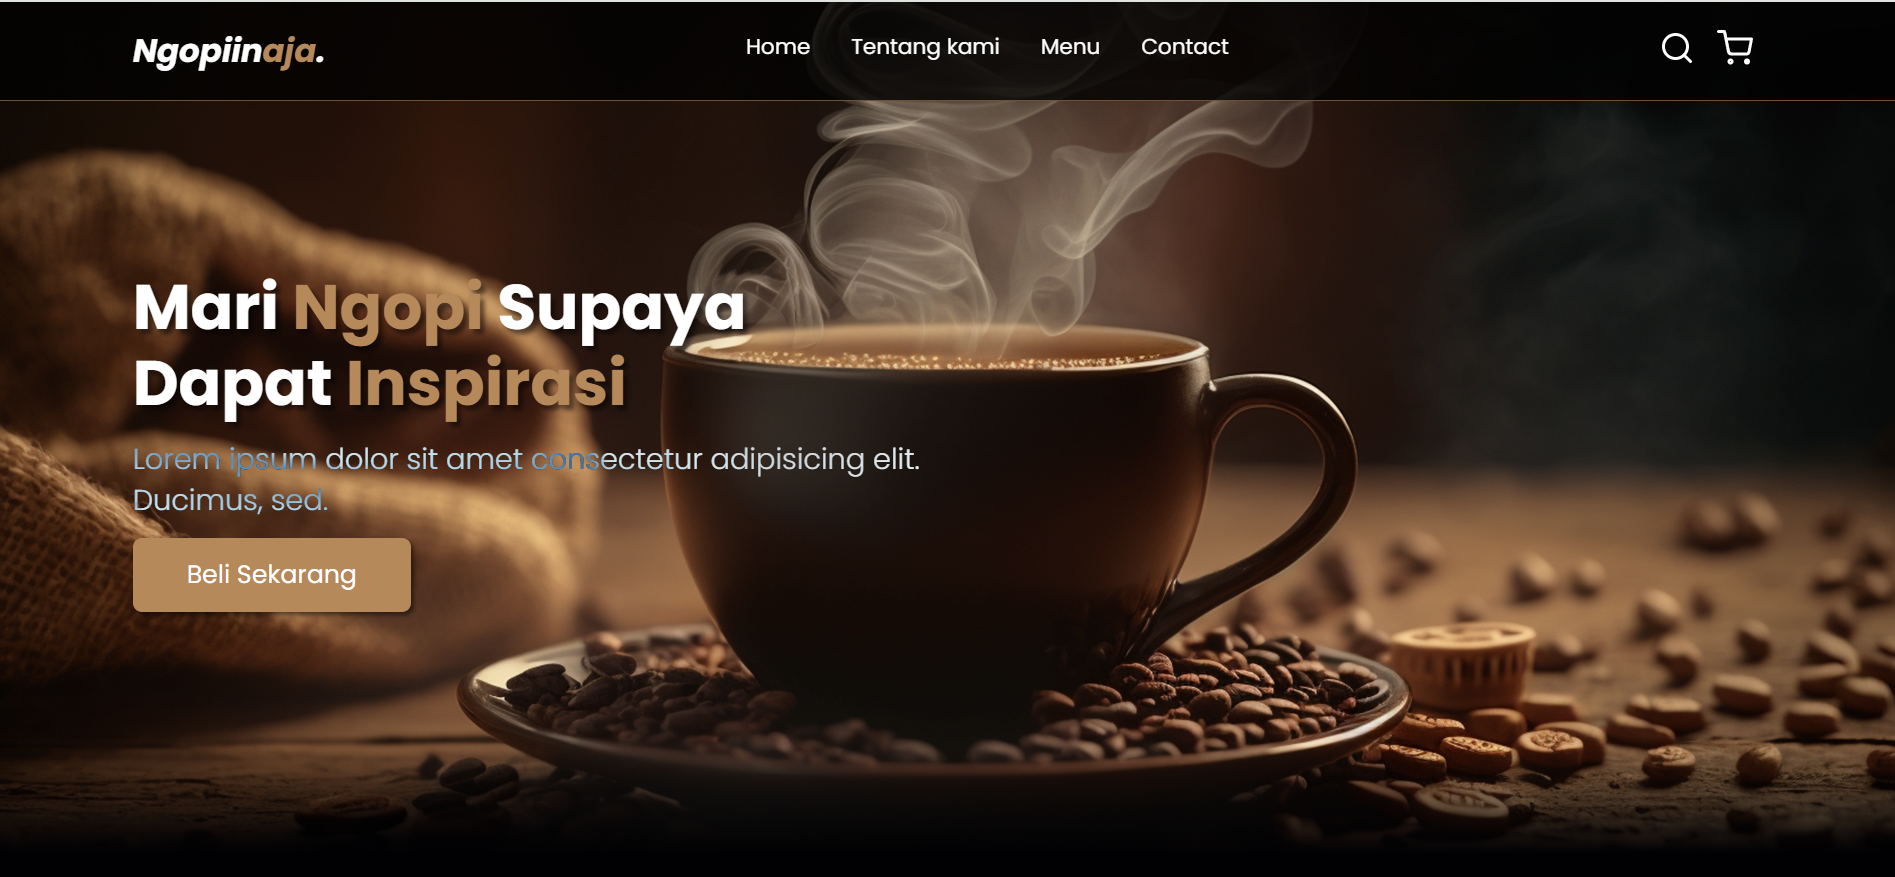 Ngopiinaja.
Home Tentang kami Menu Contact
Mari Ngopi Supaya
Dapat Inspirasi
Lorem ipsum dolor sit amet consectetur adipisicing elit.
Ducimus, sed.
Beli Sekarang